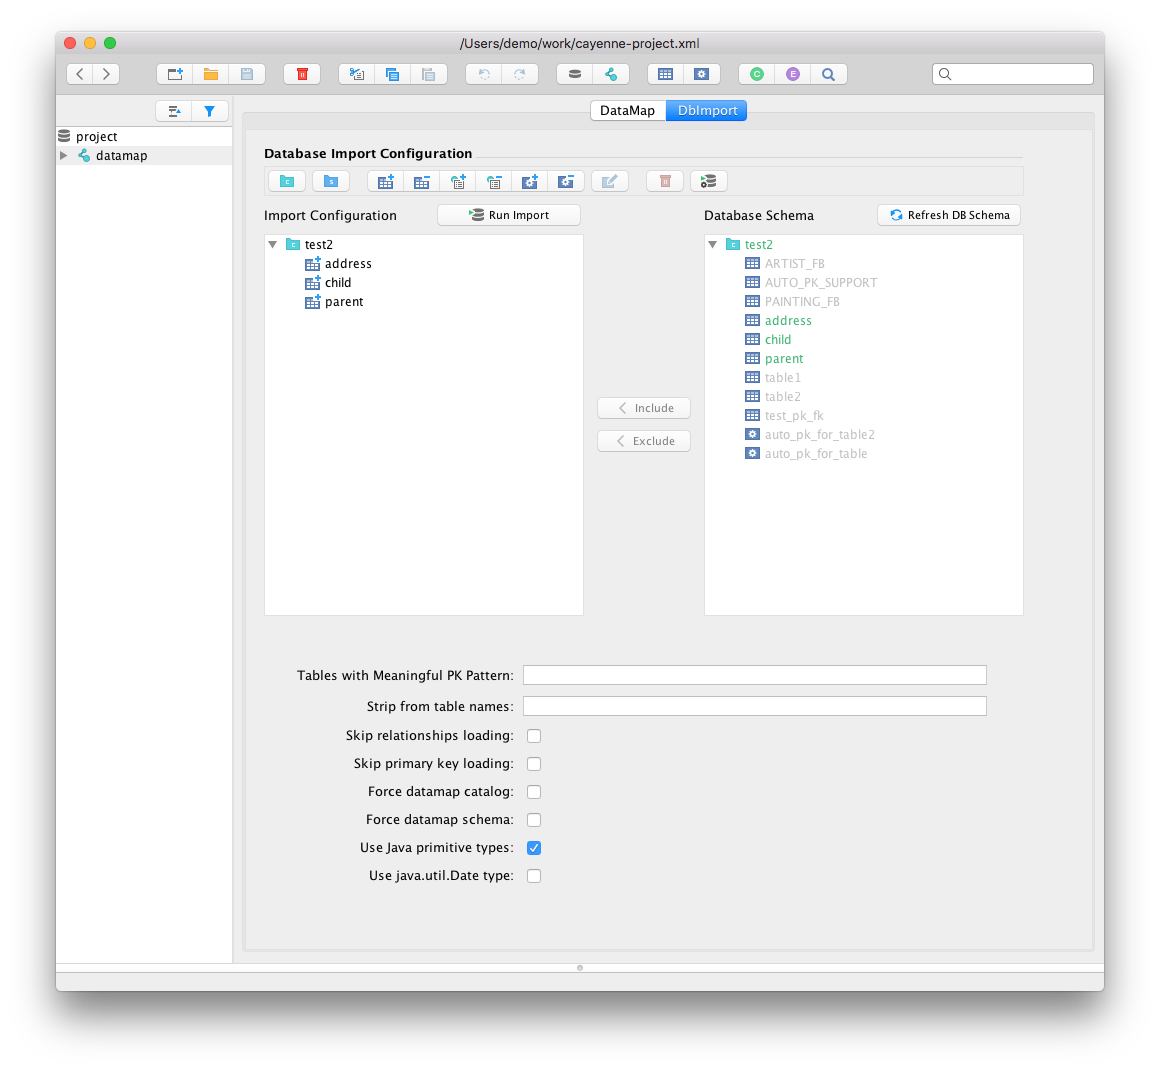 /Users/demo/work/cayenne-project.xml
C
E
DataMap
DbImport
project
datamap
Database Import Configuration
c
s
Import Configuration
Run Import
Database Schema
Refresh DB Schema
c
test2
address
child
parent
c
test2
ARTIST_FB
AUTO_PK_SUPPORT
PAINTING_FB
address
child
parent
table1
table2
test_pk_fk
auto_pk_for_table2
auto_pk_for_table
Include
Exclude
Tables with Meaningful PK Pattern:
Strip from table names:
Skip relationships loading:
Skip primary key loading:
Force datamap catalog:
Force datamap schema:
Use Java primitive types:
Use java.util.Date type: